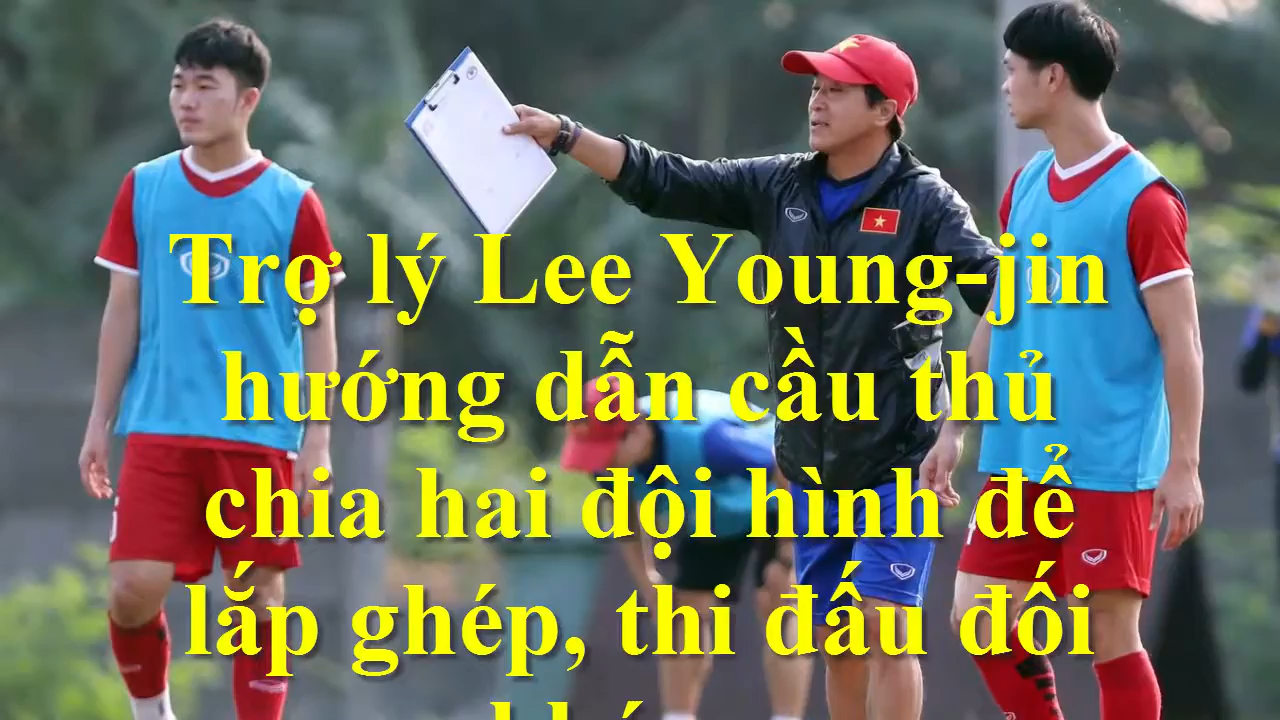 Trợ lý Lee Young-jin
hướng dẫn cầu thủ
chia hai đội hình để
lắp ghép, thi đấu đối